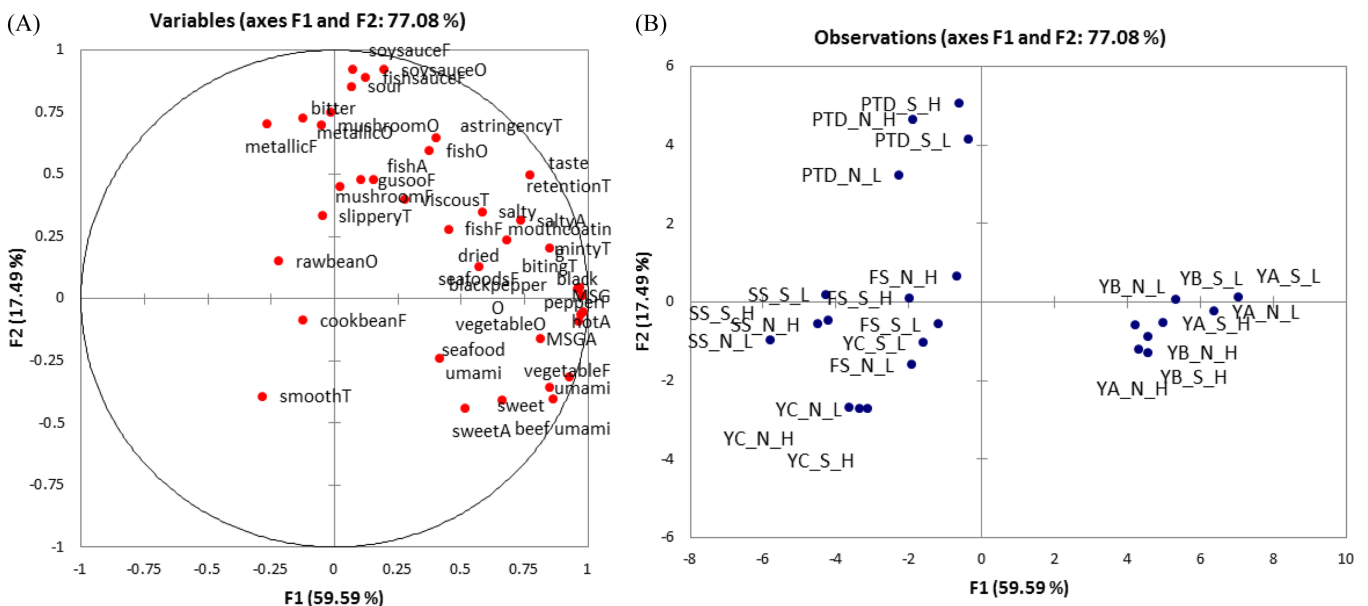 (A)
Variables (axes F1 and F2: 77.08 %)
1
0.75
0.5
0.25
0
-0.25
-0.5
-0.75
-1
F2 (17.49 %)
soysauceF
soysauceO
fishsauceF
sour
bitter
mushroomO
metallicO
metallicF
astringencyT
fishO
fishA
taste
retentionT
gusooF
mushroomF
viscousT
slipperyT
salty
saltyA
fishF
mouthcoatin
g
mintyT
rawbeanO
dried
seafoodsF
bitingT
black
blackpepper
O
MSG
pepperF
cookbeanF
hotA
vegetableO
MSGA
seafood
umami
vegetableF
umami
smoothT
sweet
sweetA
beef umami
-1
-0.75
-0.5
-0.25
0
0.25
0.5
0.75
1
F1 (59.59 %)
(B)
Observations (axes F1 and F2: 77.08 %)
6
4
2
0
-2
-4
-6
F2 (17.49 %)
PTD_S_H
PTD_N_H
PTD_S_L
PTD_N_L
FS_N_H
SS_S_L
FS_S_H
SS_S_H
SS_N_H
FS_S_L
SS_N_L
YC_S_L
FS_N_L
YC_N_L
YC_N_H
YC_S_H
YB_N_L
YB_S_L
YA_S_L
YA_S_H
YA_N_L
YB_N_H
YB_S_H
YA_N_H
-8
-6
-4
-2
0
2
4
6
8
10
F1 (59.59 %)